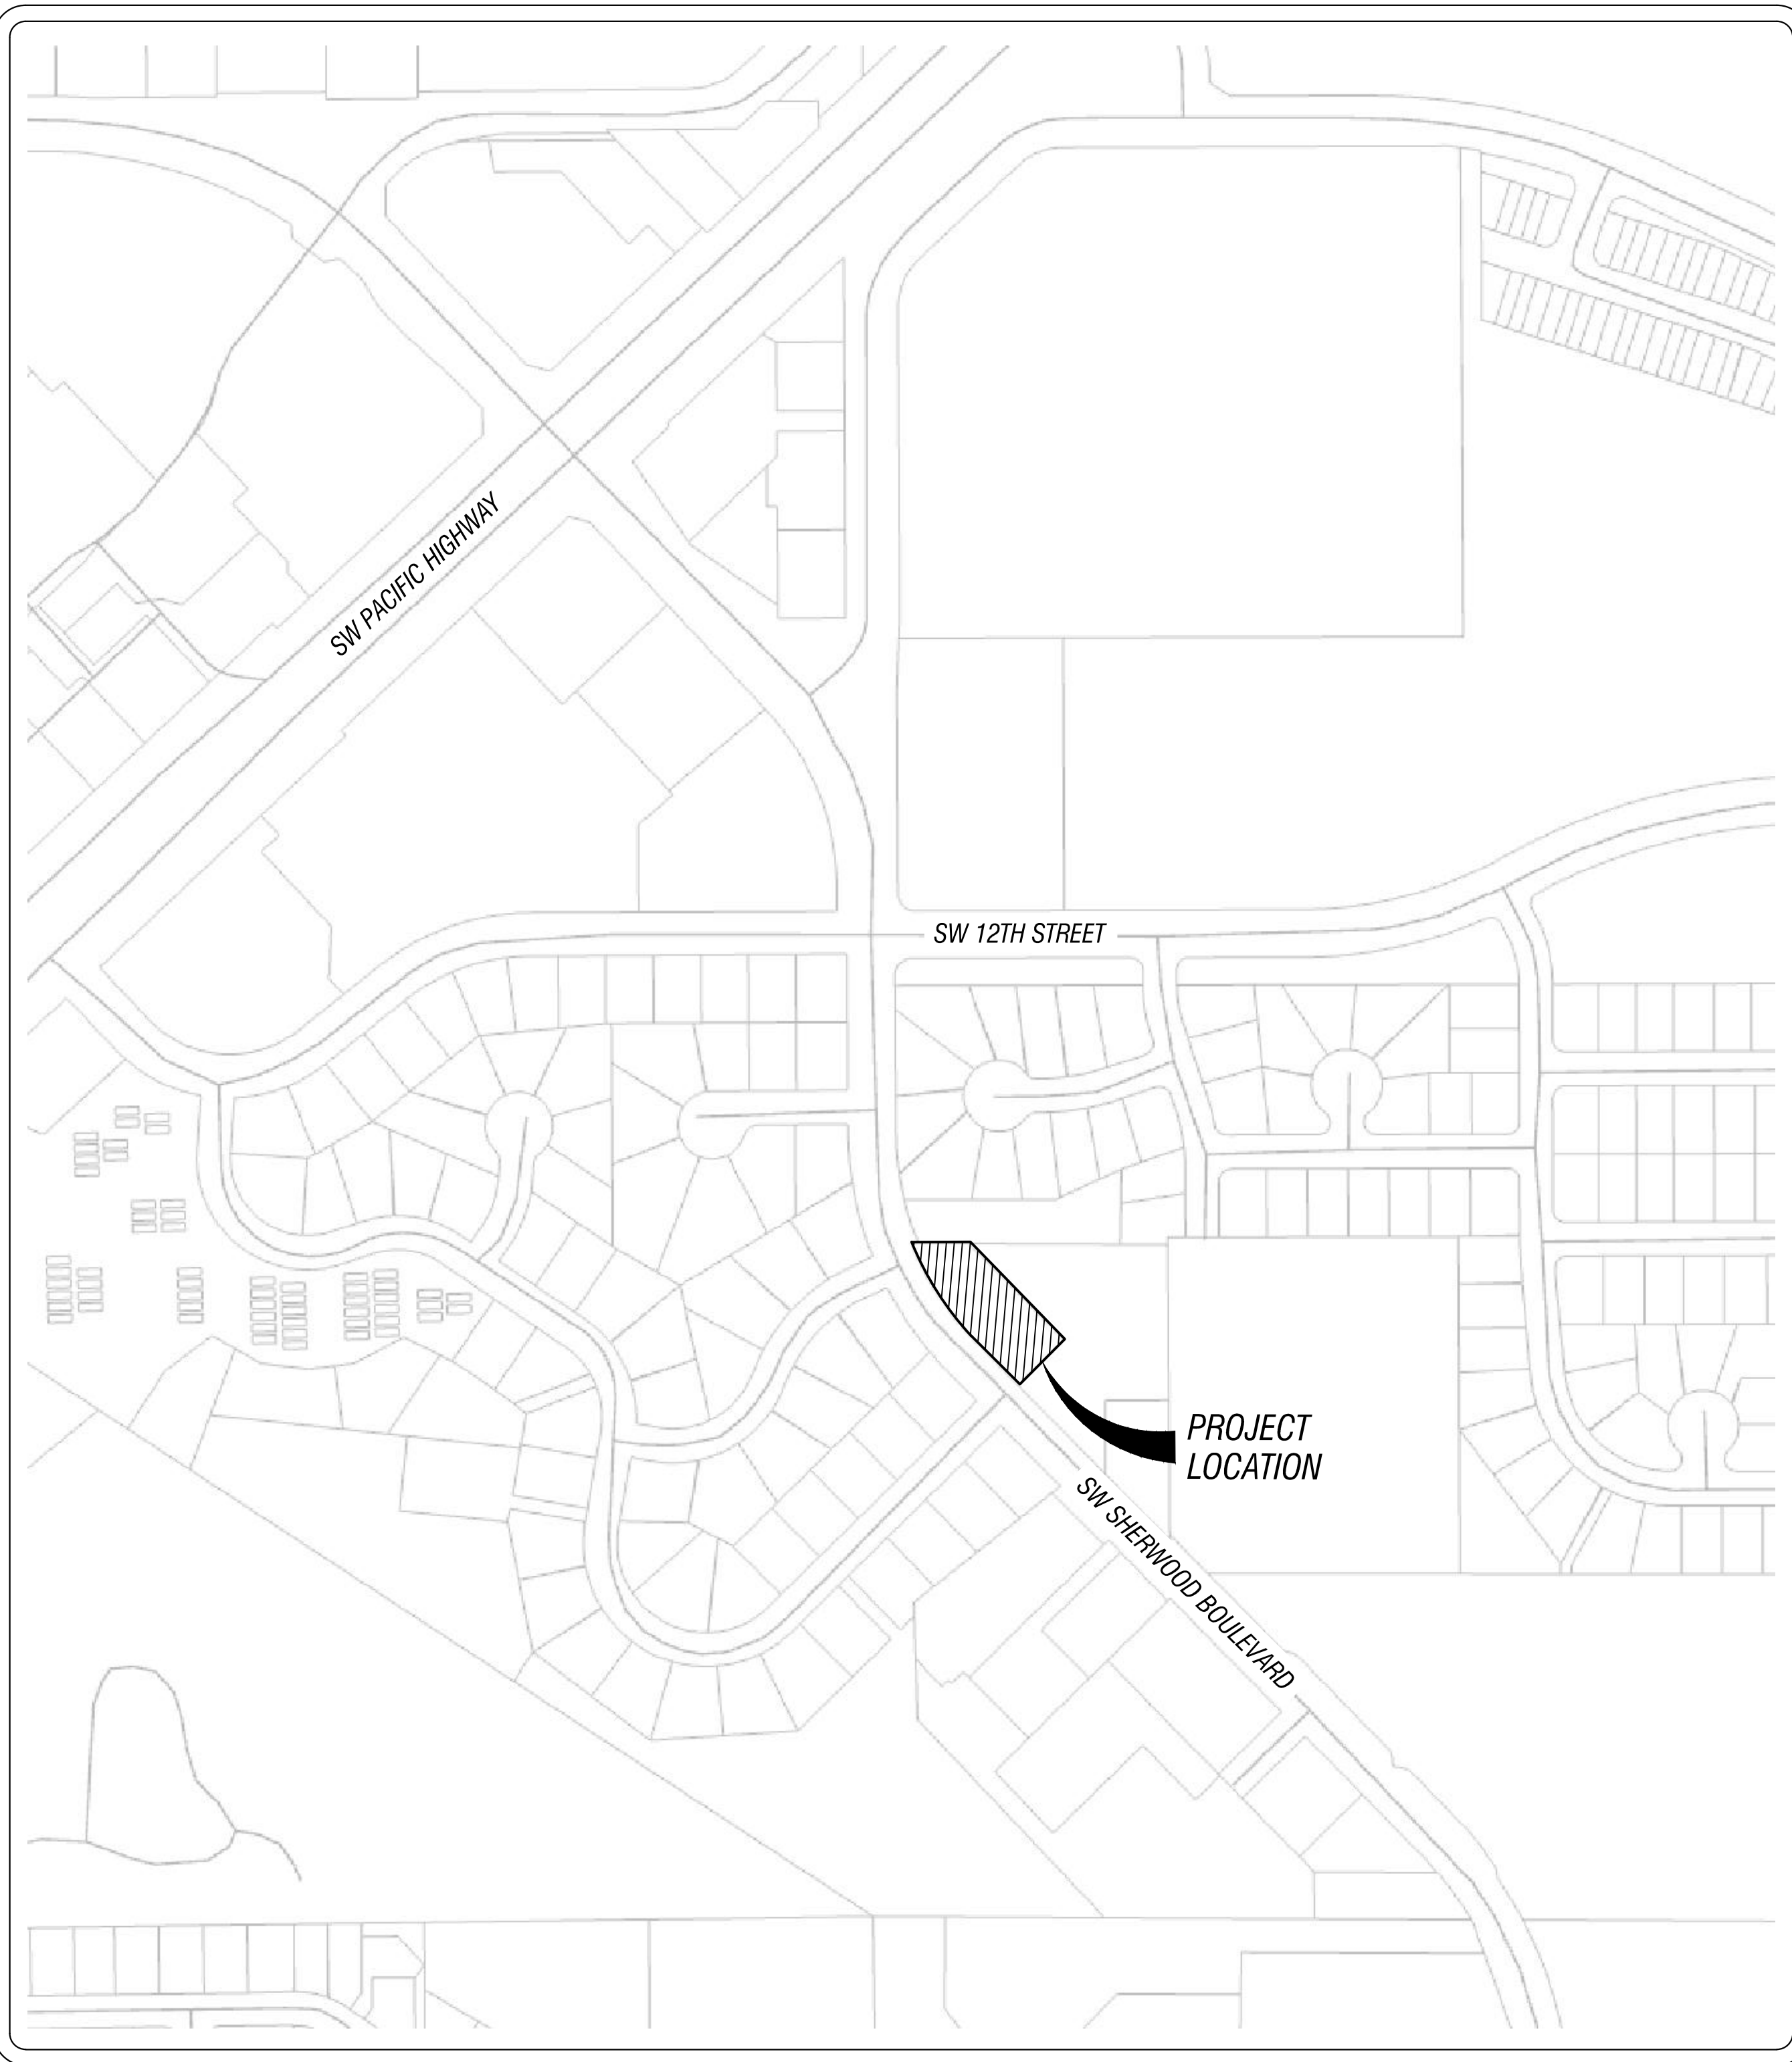 SW PACIFIC HIGHWAY
SW 12TH STREET
PROJECT
LOCATION
SW SHERWOOD BOULEVARD